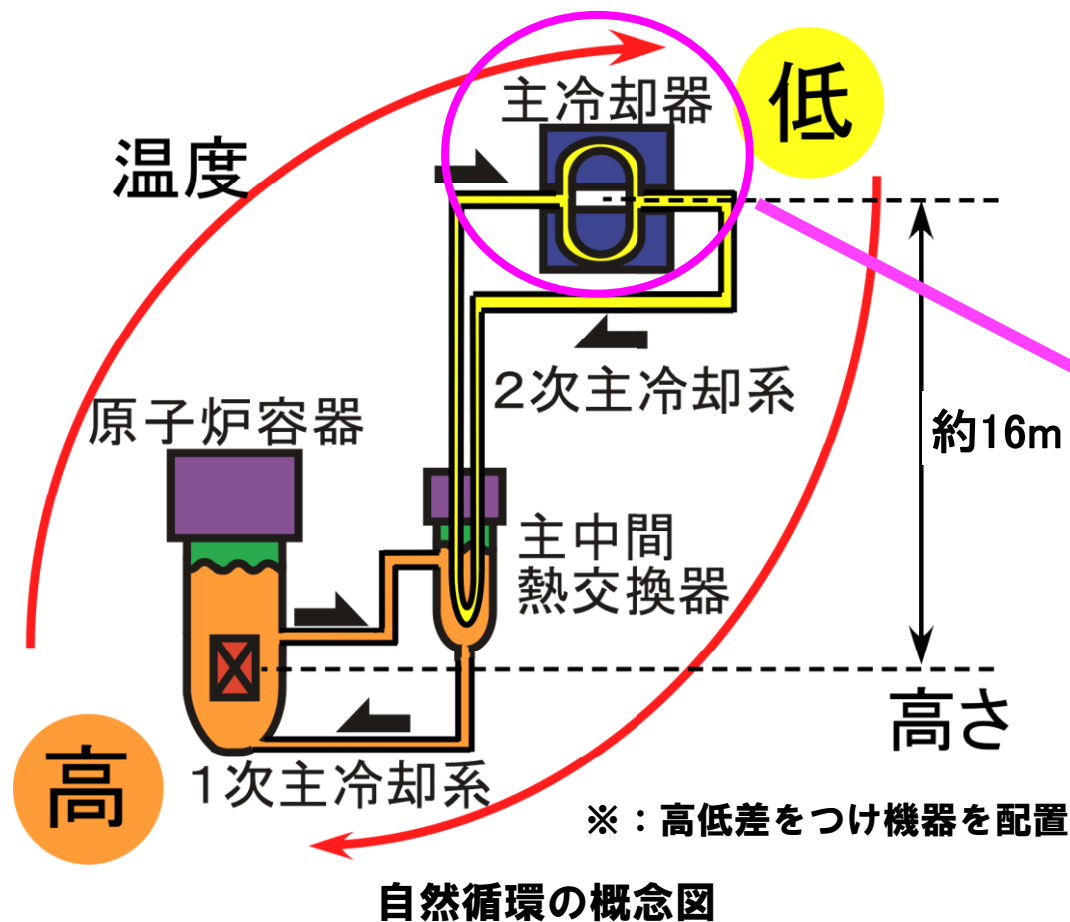 主冷却器
低
温度
2次主冷却系
約16m
原子炉容器
主中間
熱交換器
高さ
高
1次主冷却系
※：高低差をつけ機器を配置
自然循環の概念図